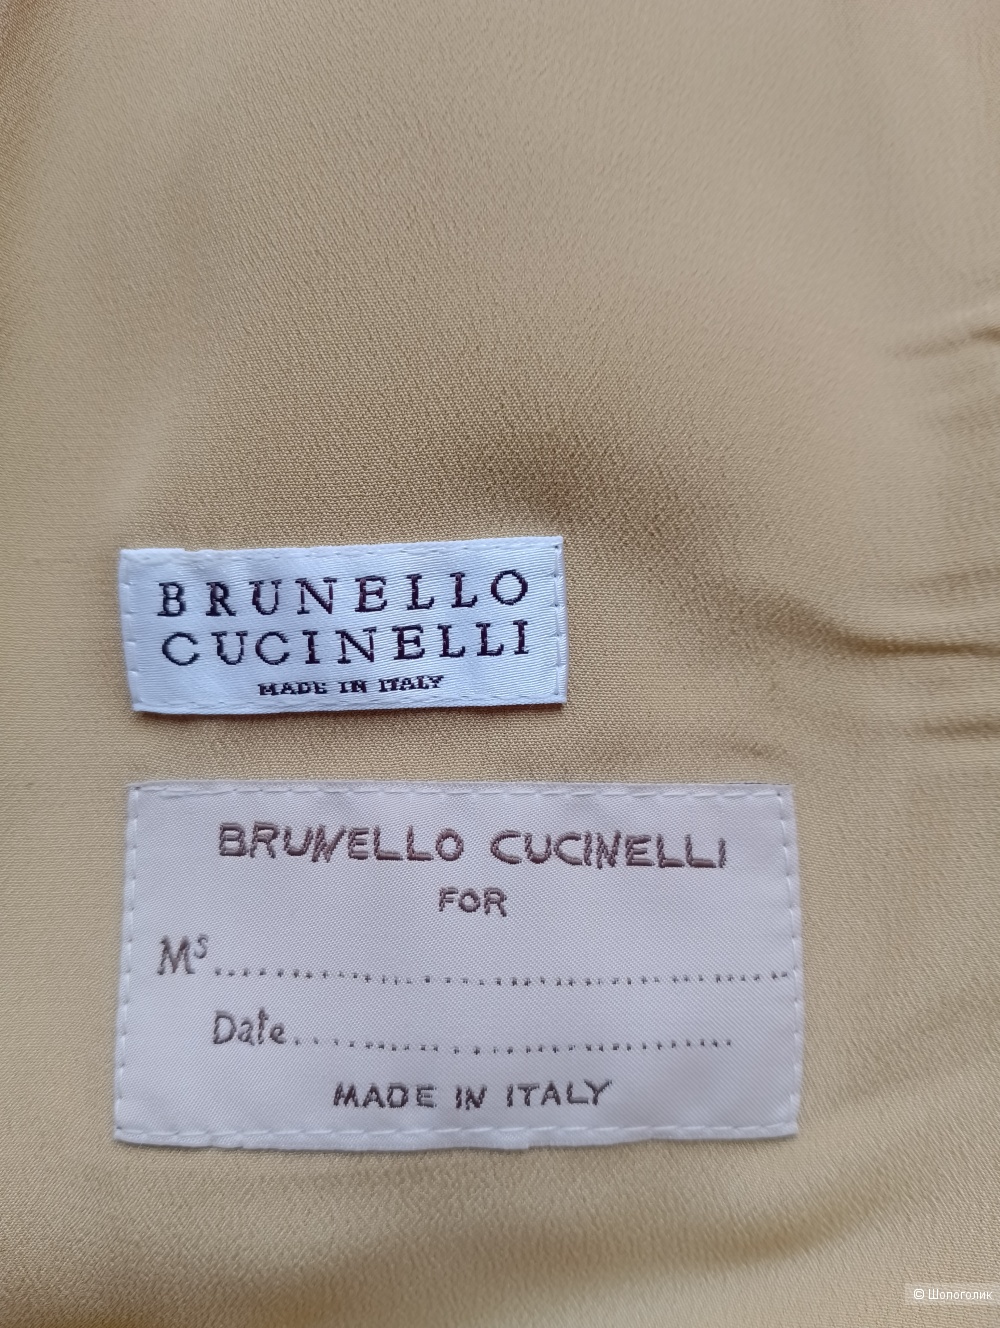 BRUNELLO
CUCINELLI
MADE IN ITALY
BRUNELLO CUCINELLI
FOR
Ms..........................................................
Date.............................................
MADE IN ITALY
© Шопоголик